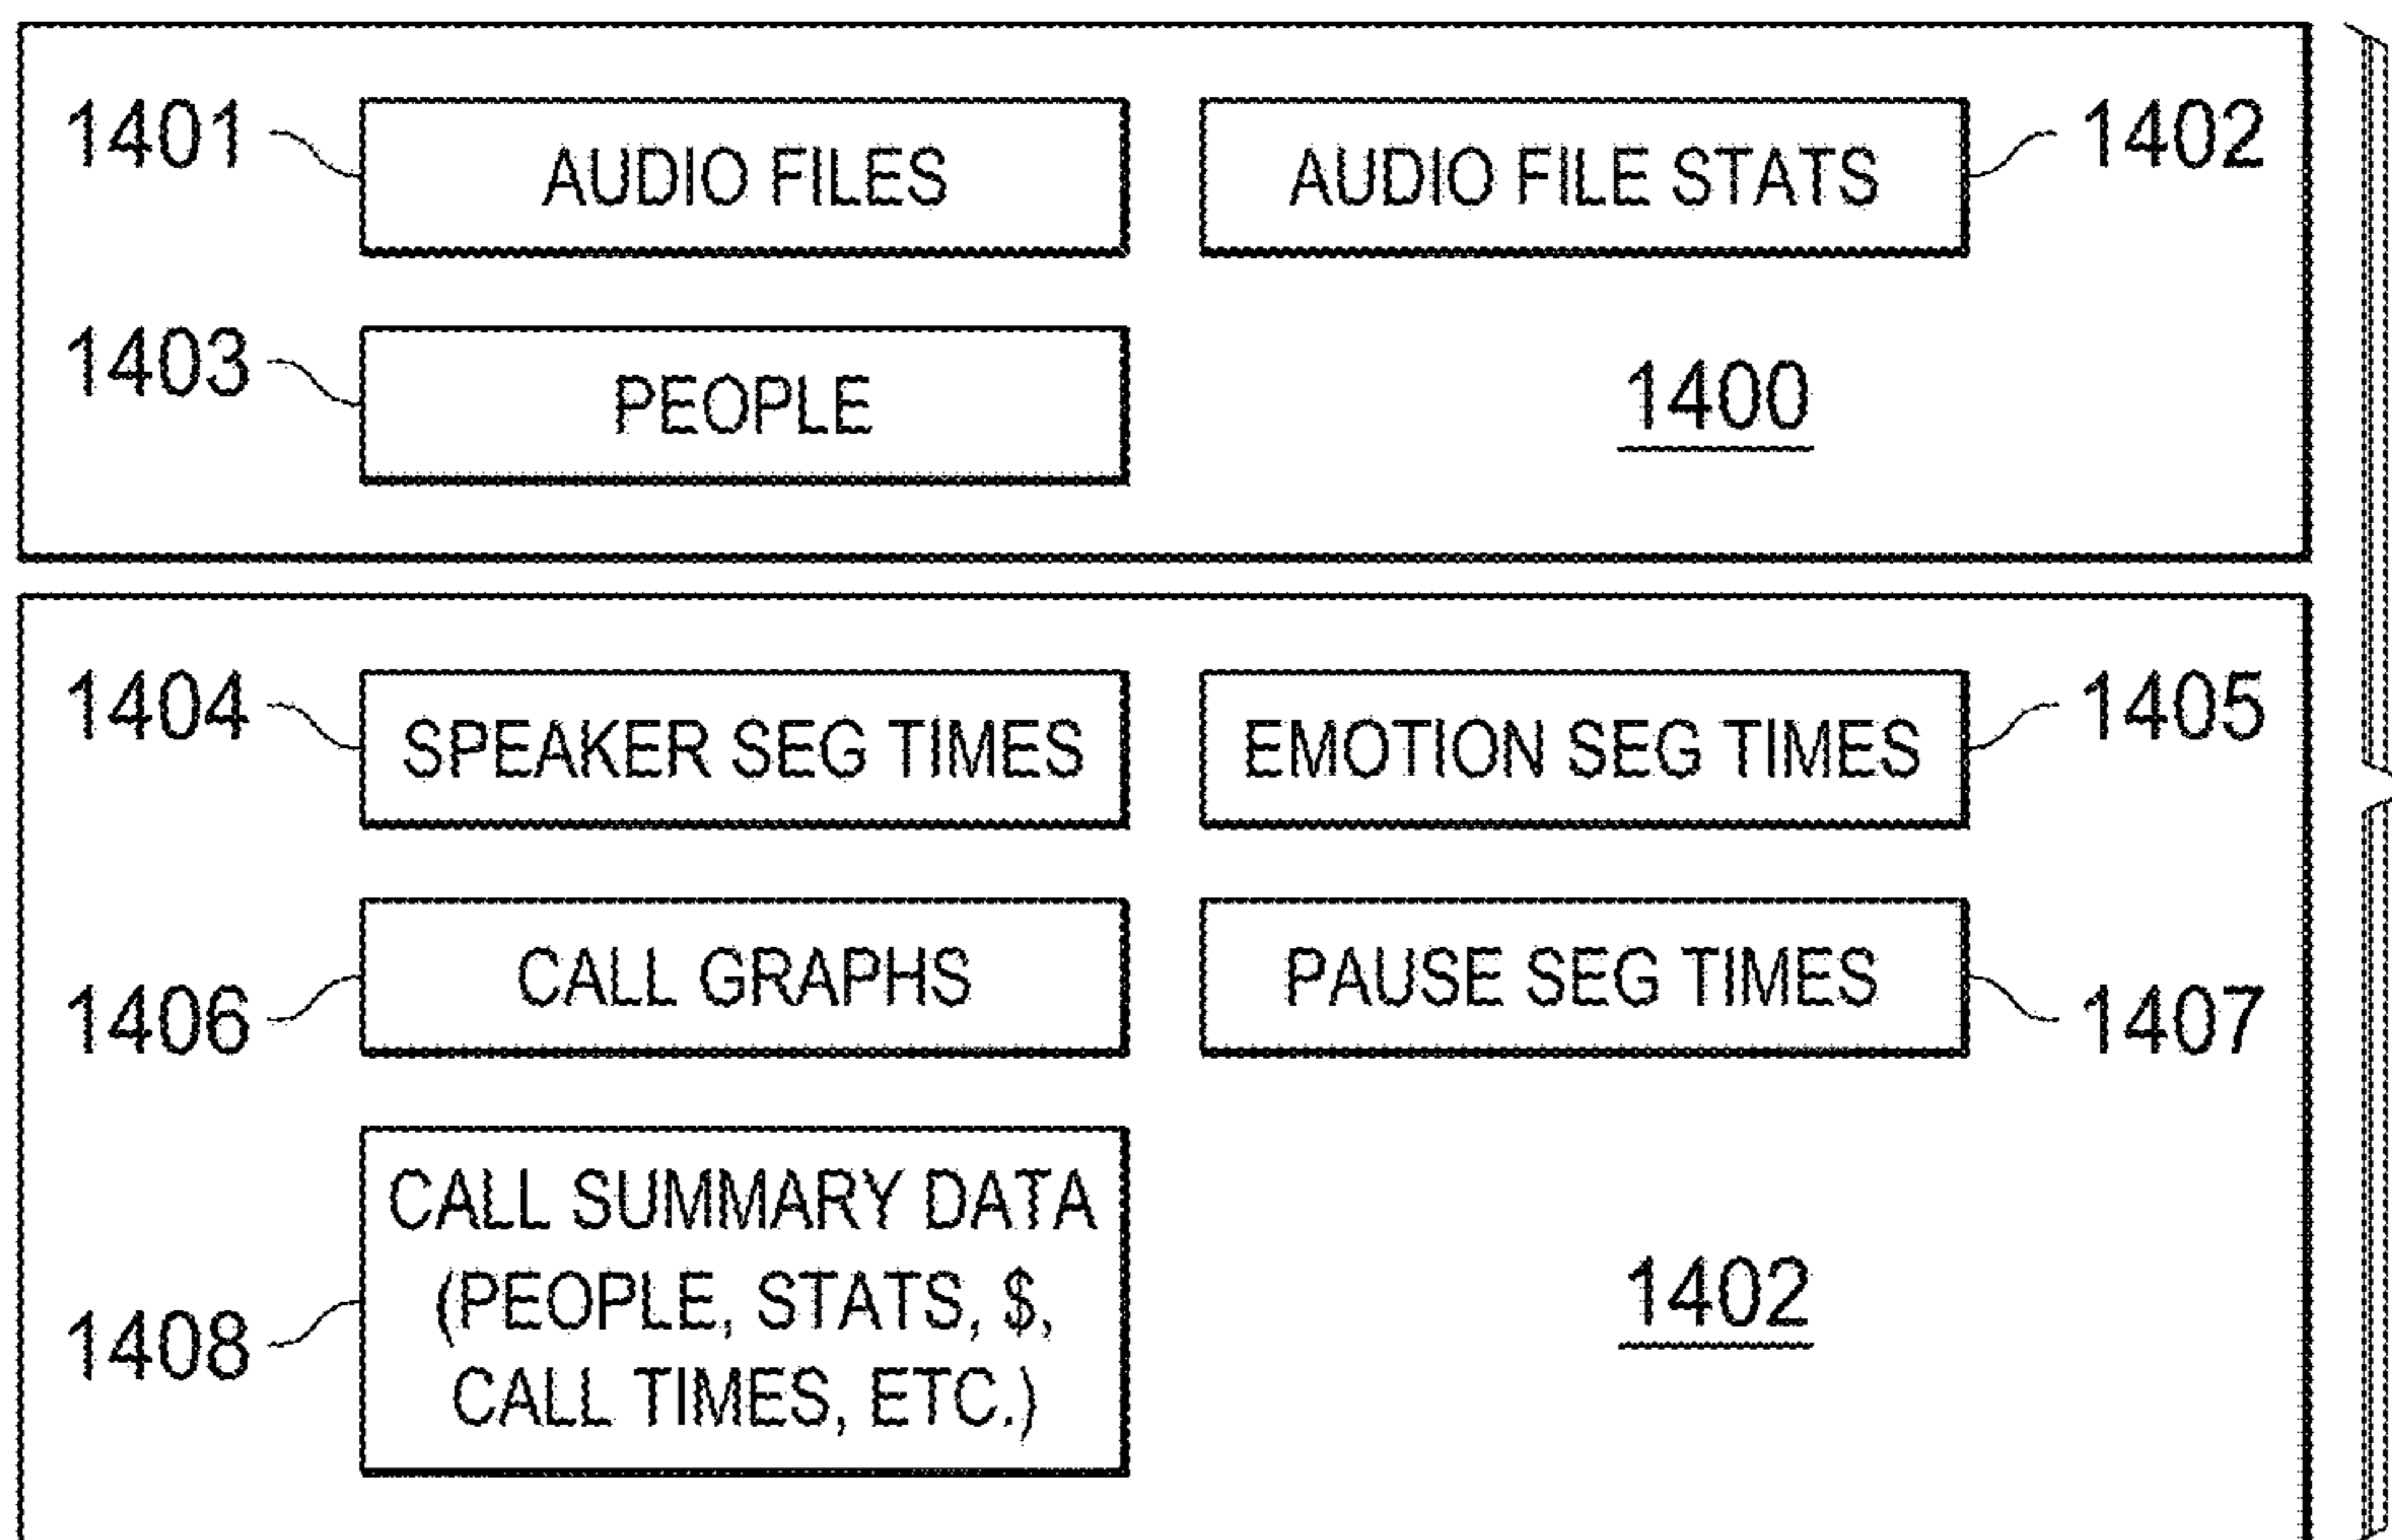 1401 AUDIO FILES AUDIO FILE STATS 1402
1403 PEOPLE 1400
1404 SPEAKER SEG TIMES EMOTION SEG TIMES 1405
1406 CALL GRAPHS PAUSE SEG TIMES 1407
CALL SUMMARY DATA
(PEOPLE, STATS, $,
CALL TIMES, ETC.)
1408
1402